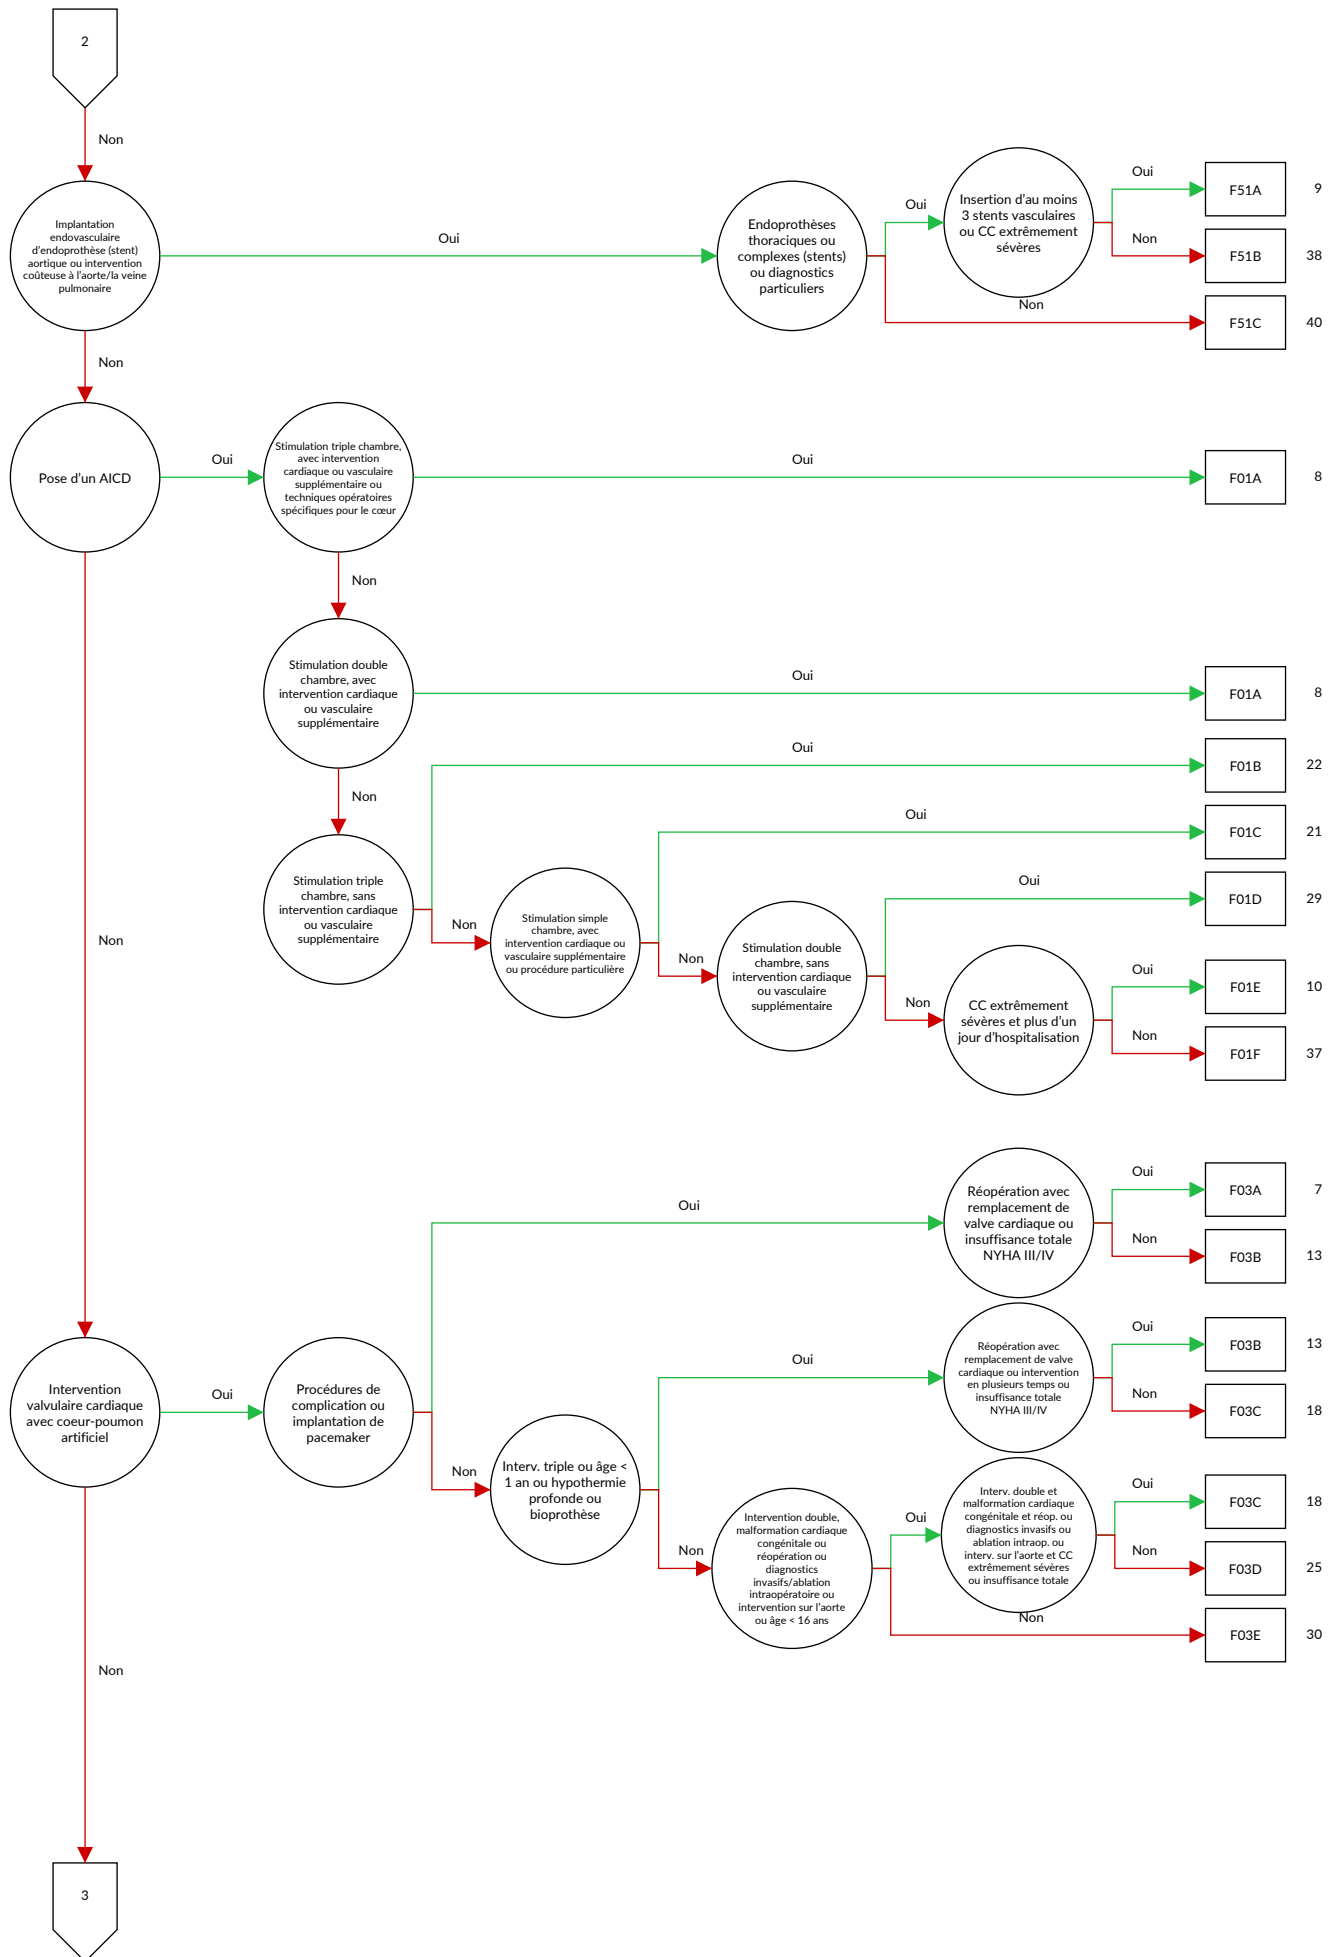 2
Non
Implantation
endovasculaire
d'endoprothèse (stent)
aortique ou intervention
coûteuse à l'aorte/la veine
pulmonaire
Oui
Endoprothèses
thoraciques ou
complexes (stents)
ou diagnostics
particuliers
Oui
Insertion d'au moins
3 stents vasculaires
ou CC extrêmement
sévères
Oui
F51A
9
Non
F51B
38
Non
F51C
40
Non
Pose d'un AICD
Oui
Stimulation triple chambre,
avec intervention
cardiaque ou vasculaire
supplémentaire ou
techniques opératoires
spécifiques pour le cœur
Oui
F01A
8
Non
Stimulation double
chambre, avec
intervention cardiaque
ou vasculaire
supplémentaire
Oui
F01A
8
Non
Stimulation triple
chambre, sans
intervention cardiaque
ou vasculaire
supplémentaire
Oui
F01B
22
Non
Stimulation simple
chambre, avec
intervention cardiaque ou
vasculaire supplémentaire
ou procédure particulière
Oui
F01C
21
Non
Stimulation double
chambre, sans
intervention cardiaque
ou vasculaire
supplémentaire
Oui
F01D
29
Non
CC extrêmement
sévères et plus d'un
jour d'hospitalisation
Oui
F01E
10
Non
F01F
37
Non
Intervention
valvulaire cardiaque
avec coeur-poumon
artificiel
Oui
Procédures de
complication ou
implantation de
pacemaker
Oui
Réopération avec
remplacement de
valve cardiaque ou
insuffisance totale
NYHA III/IV
Oui
F03A
7
Non
F03B
13
Non
Interv. triple ou âge <
1 an ou hypothermie
profonde ou
bioprothèse
Oui
Réopération avec
remplacement de valve
cardiaque ou intervention
en plusieurs temps ou
insuffisance totale
NYHA III/IV
Oui
F03B
13
Non
F03C
18
Non
Intervention double,
malformation cardiaque
congénitale ou
réopération ou
diagnostics
invasifs/ablation
intraopératoire ou
intervention sur l'aorte
ou âge < 16 ans
Oui
Interv. double et
malformation cardiaque
congénitale et réop. ou
diagnostics invasifs ou
ablation intraop. ou
interv. sur l'aorte et CC
extrêmement sévères
ou insuffisance totale
Oui
F03C
18
Non
F03D
25
Non
F03E
30
Non
3